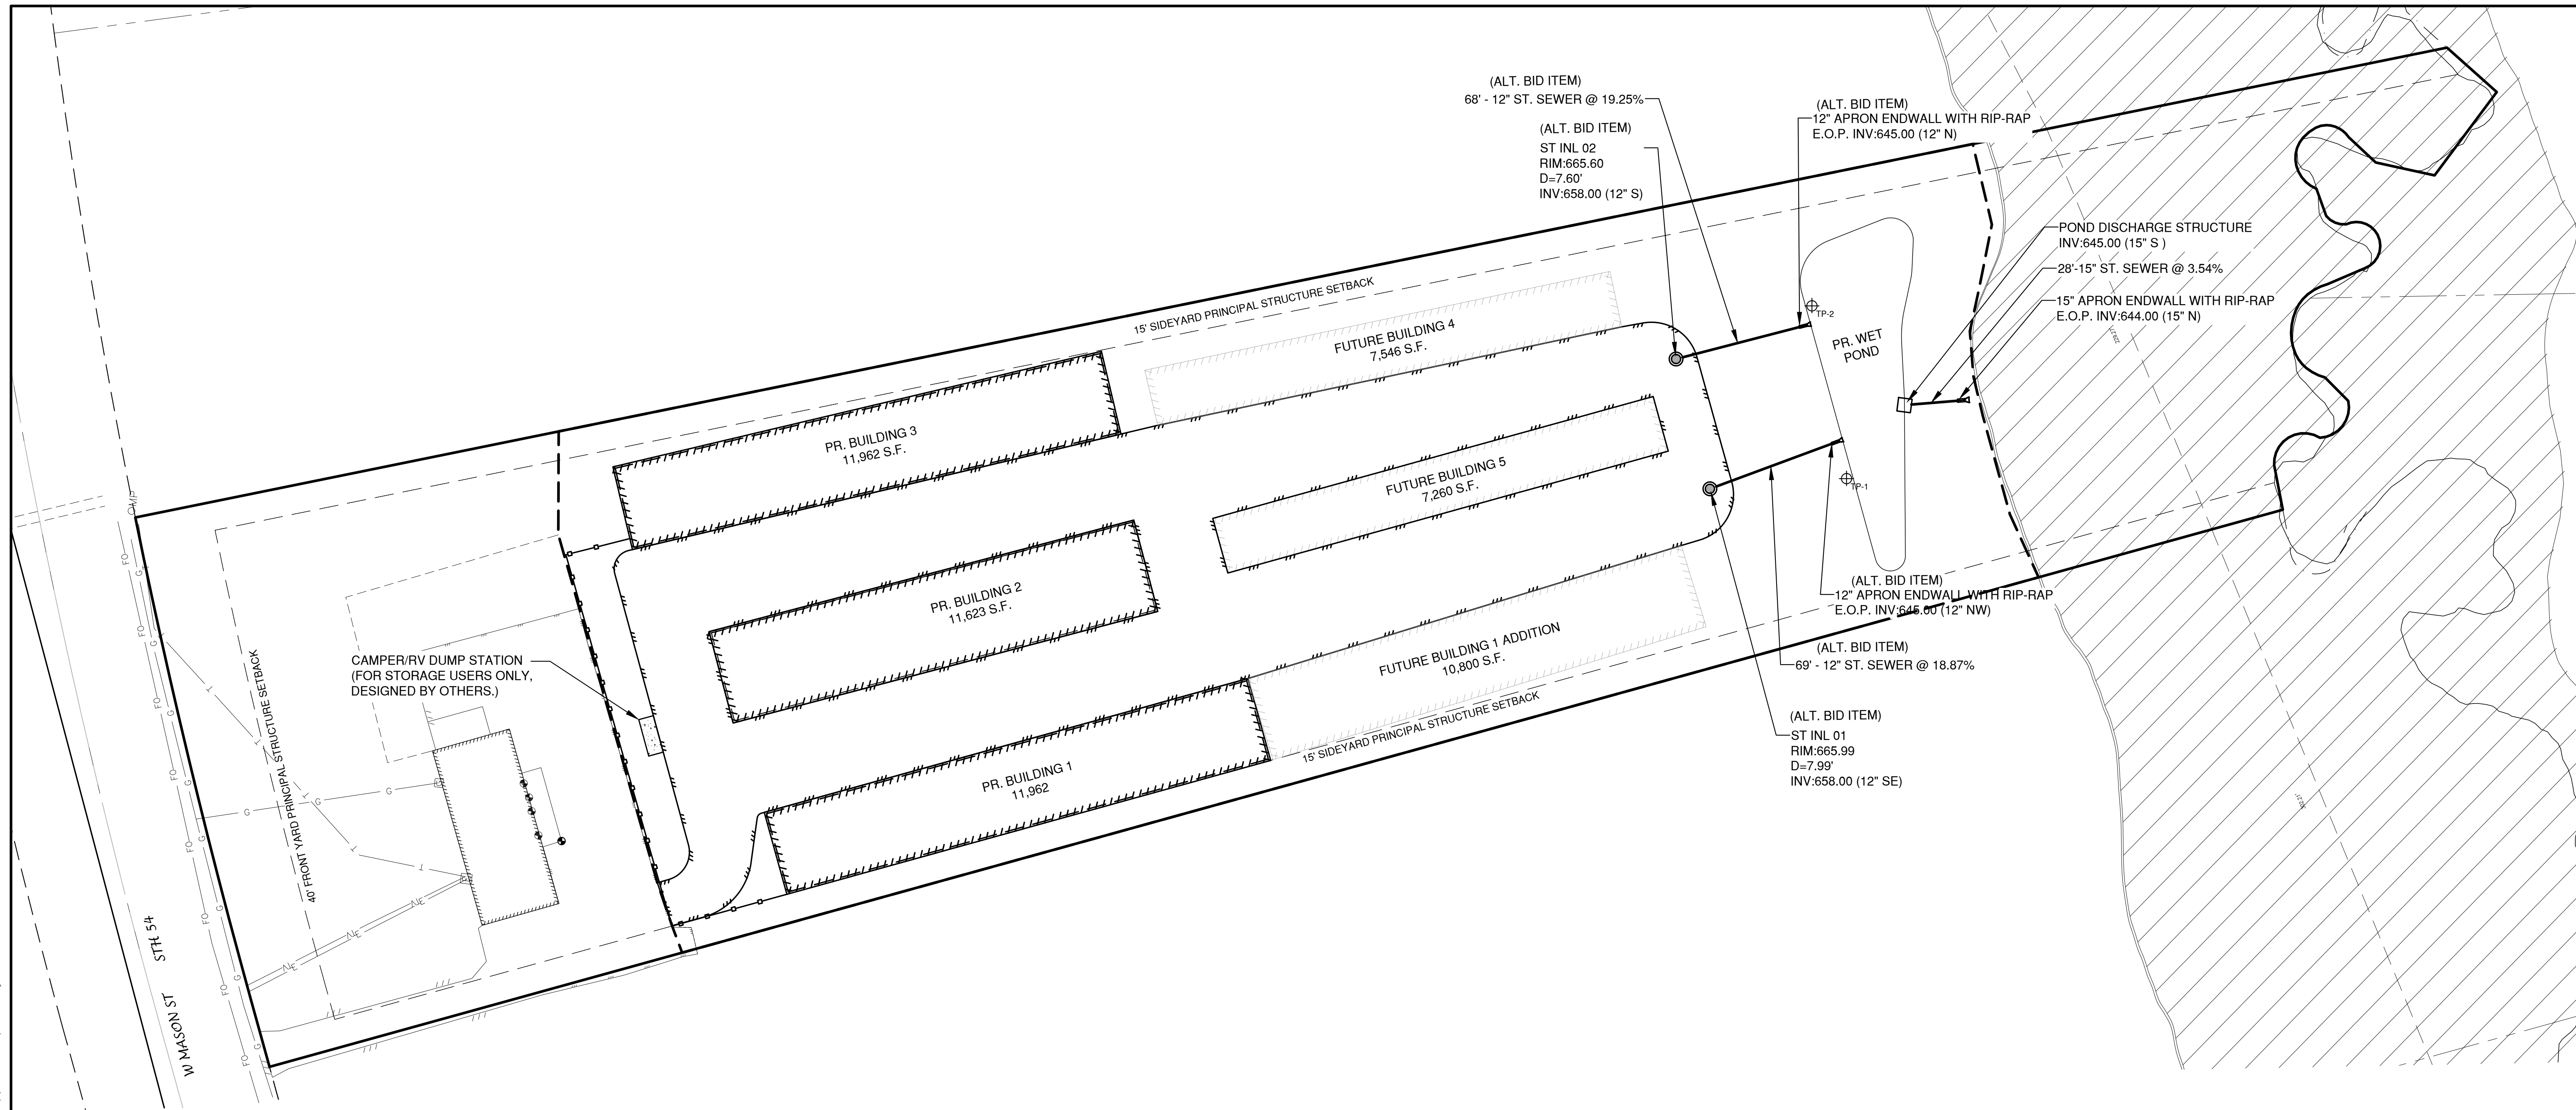 (ALT. BID ITEM)
68' - 12" ST. SEWER @ 19.25%
(ALT. BID ITEM)
ST INL 02
RIM:665.60
D=7.60'
INV:658.00 (12" S)
(ALT. BID ITEM)
12" APRON ENDWALL WITH RIP-RAP
E.O.P. INV:645.00 (12" N)
POND DISCHARGE STRUCTURE
INV:645.00 (15" S )
28'-15" ST. SEWER @ 3.54%
15" APRON ENDWALL WITH RIP-RAP
E.O.P. INV:644.00 (15" N)
15' SIDEYARD PRINCIPAL STRUCTURE SETBACK
FUTURE BUILDING 4
7,546 S.F.
TP-2
PR. WET
POND
PR. BUILDING 3
11,962 S.F.
FUTURE BUILDING 5
7,260 S.F.
TP-1
PR. BUILDING 2
11,623 S.F.
(ALT. BID ITEM)
12" APRON ENDWALL WITH RIP-RAP
E.O.P. INV:645.00 (12" NW)
FUTURE BUILDING 1 ADDITION
10,800 S.F.
(ALT. BID ITEM)
69' - 12" ST. SEWER @ 18.87%
CAMPER/RV DUMP STATION
(FOR STORAGE USERS ONLY,
DESIGNED BY OTHERS.)
40' FRONT YARD PRINCIPAL STRUCTURE SETBACK
15' SIDEYARD PRINCIPAL STRUCTURE SETBACK
(ALT. BID ITEM)
ST INL 01
RIM:665.99
D=7.99'
INV:658.00 (12" SE)
PR. BUILDING 1
11,962
W MASON ST STH 54
FO
G
FO
G
FO
G
FO
G
FO
G
FO
G
FO
G
FO
G
G
G
G
T
T
T
T
T